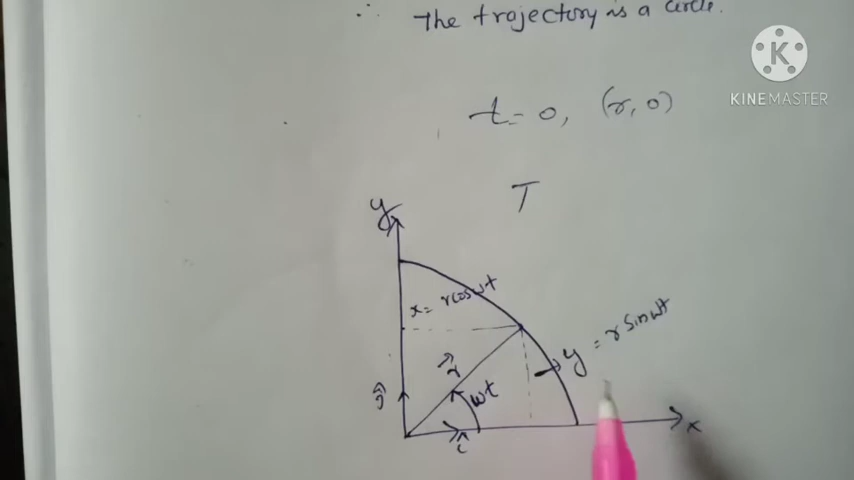 ∴ The trajectory is a circle.
K
KINEMASTER
t = 0, (r, 0)
T
y
x = r cos ωt
y = r sin ωt
r⃗
ĵ
ωt
î
x